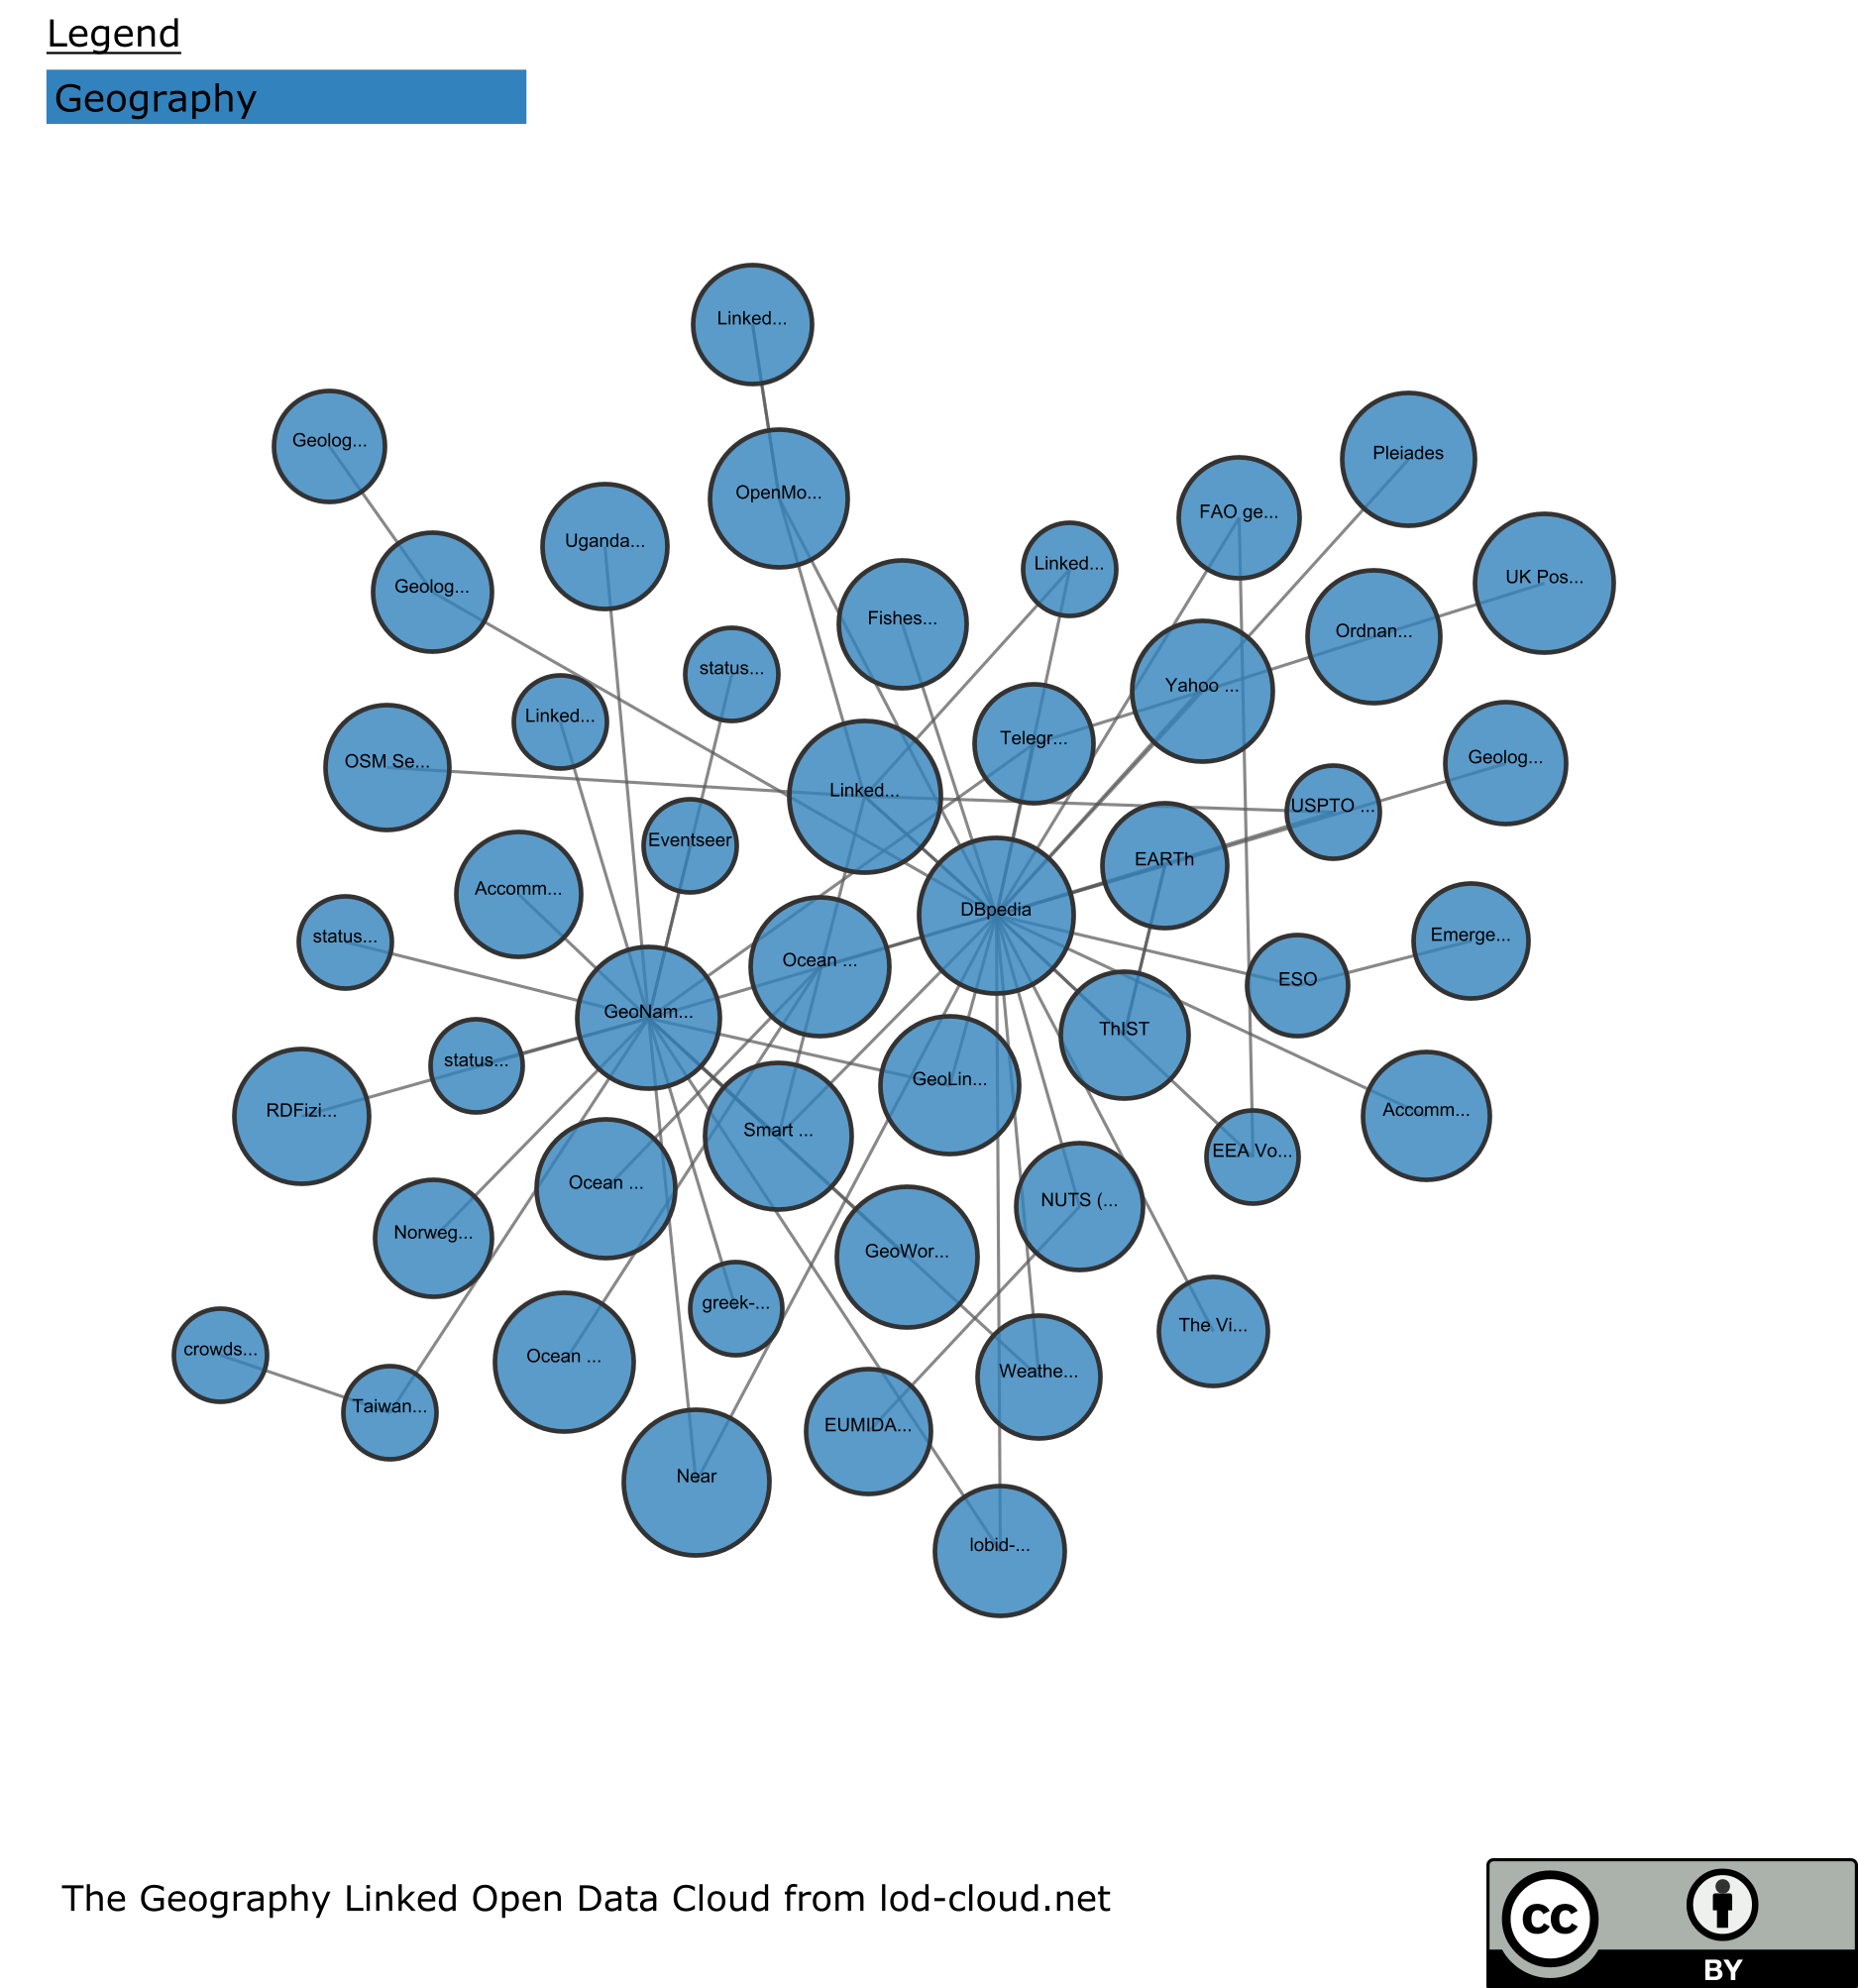 Legend
Geography
Linked...
Geolog...
Pleiades
OpenMo...
FAO ge...
Uganda...
Linked...
UK Pos...
Geolog...
Fishes...
Ordnan...
status...
Yahoo ...
Linked...
Telegr...
OSM Se...
Geolog...
Linked...
USPTO ...
Eventseer
EARTh
Accomm...
DBpedia
status...
Emerge...
Ocean ...
ESO
GeoNam...
ThIST
status...
GeoLin...
RDFizi...
Accomm...
Smart ...
EEA Vo...
Ocean ...
NUTS (...
Norweg...
GeoWor...
greek-...
The Vi...
crowds...
Ocean ...
Weathe...
Taiwan...
EUMIDA...
Near
lobid-...
The Geography Linked Open Data Cloud from lod-cloud.net
cc
BY